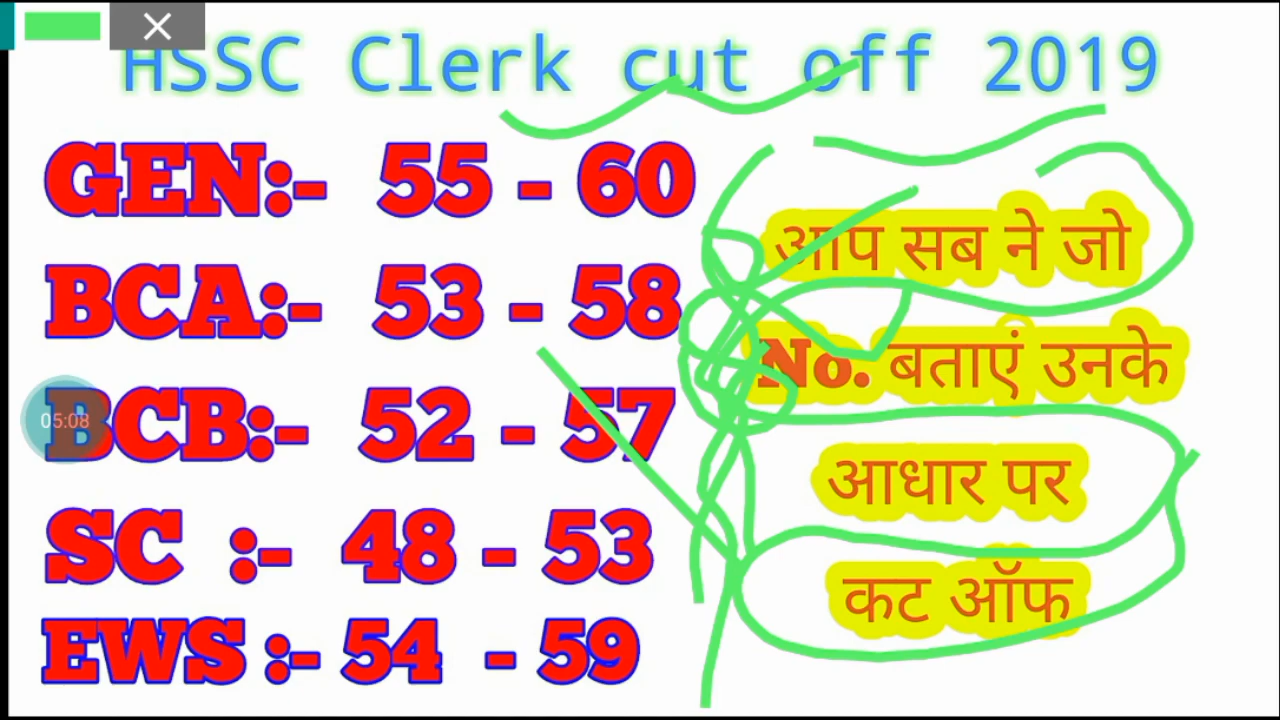 HSSC Clerk cut off 2019
GEN:- 55 - 60
BCA:- 53 - 58
BCB:- 52 - 57
SC :- 48 - 53
EWS :- 54 - 59
आप सब ने जो
No. बताएं उनके
आधार पर
कट ऑफ
05:08